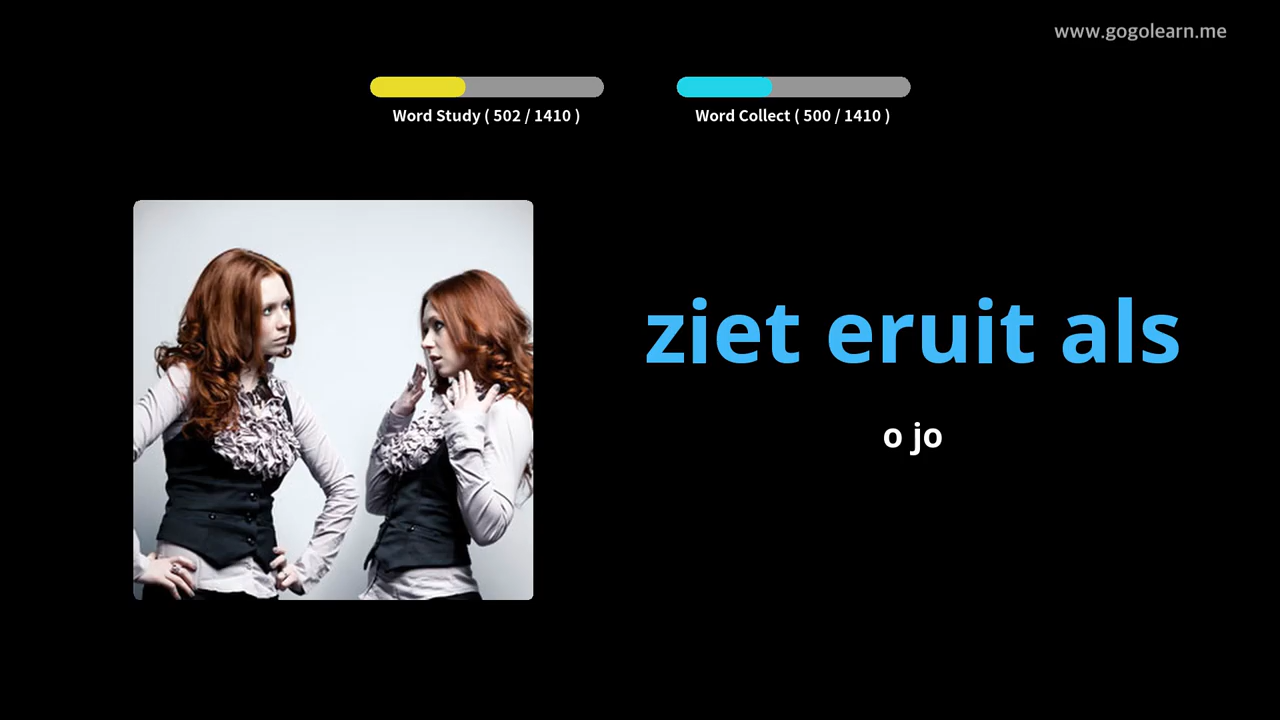 www.gogolearn.me
Word Study ( 502 / 1410 )
Word Collect ( 500 / 1410 )
ziet eruit als
o jo